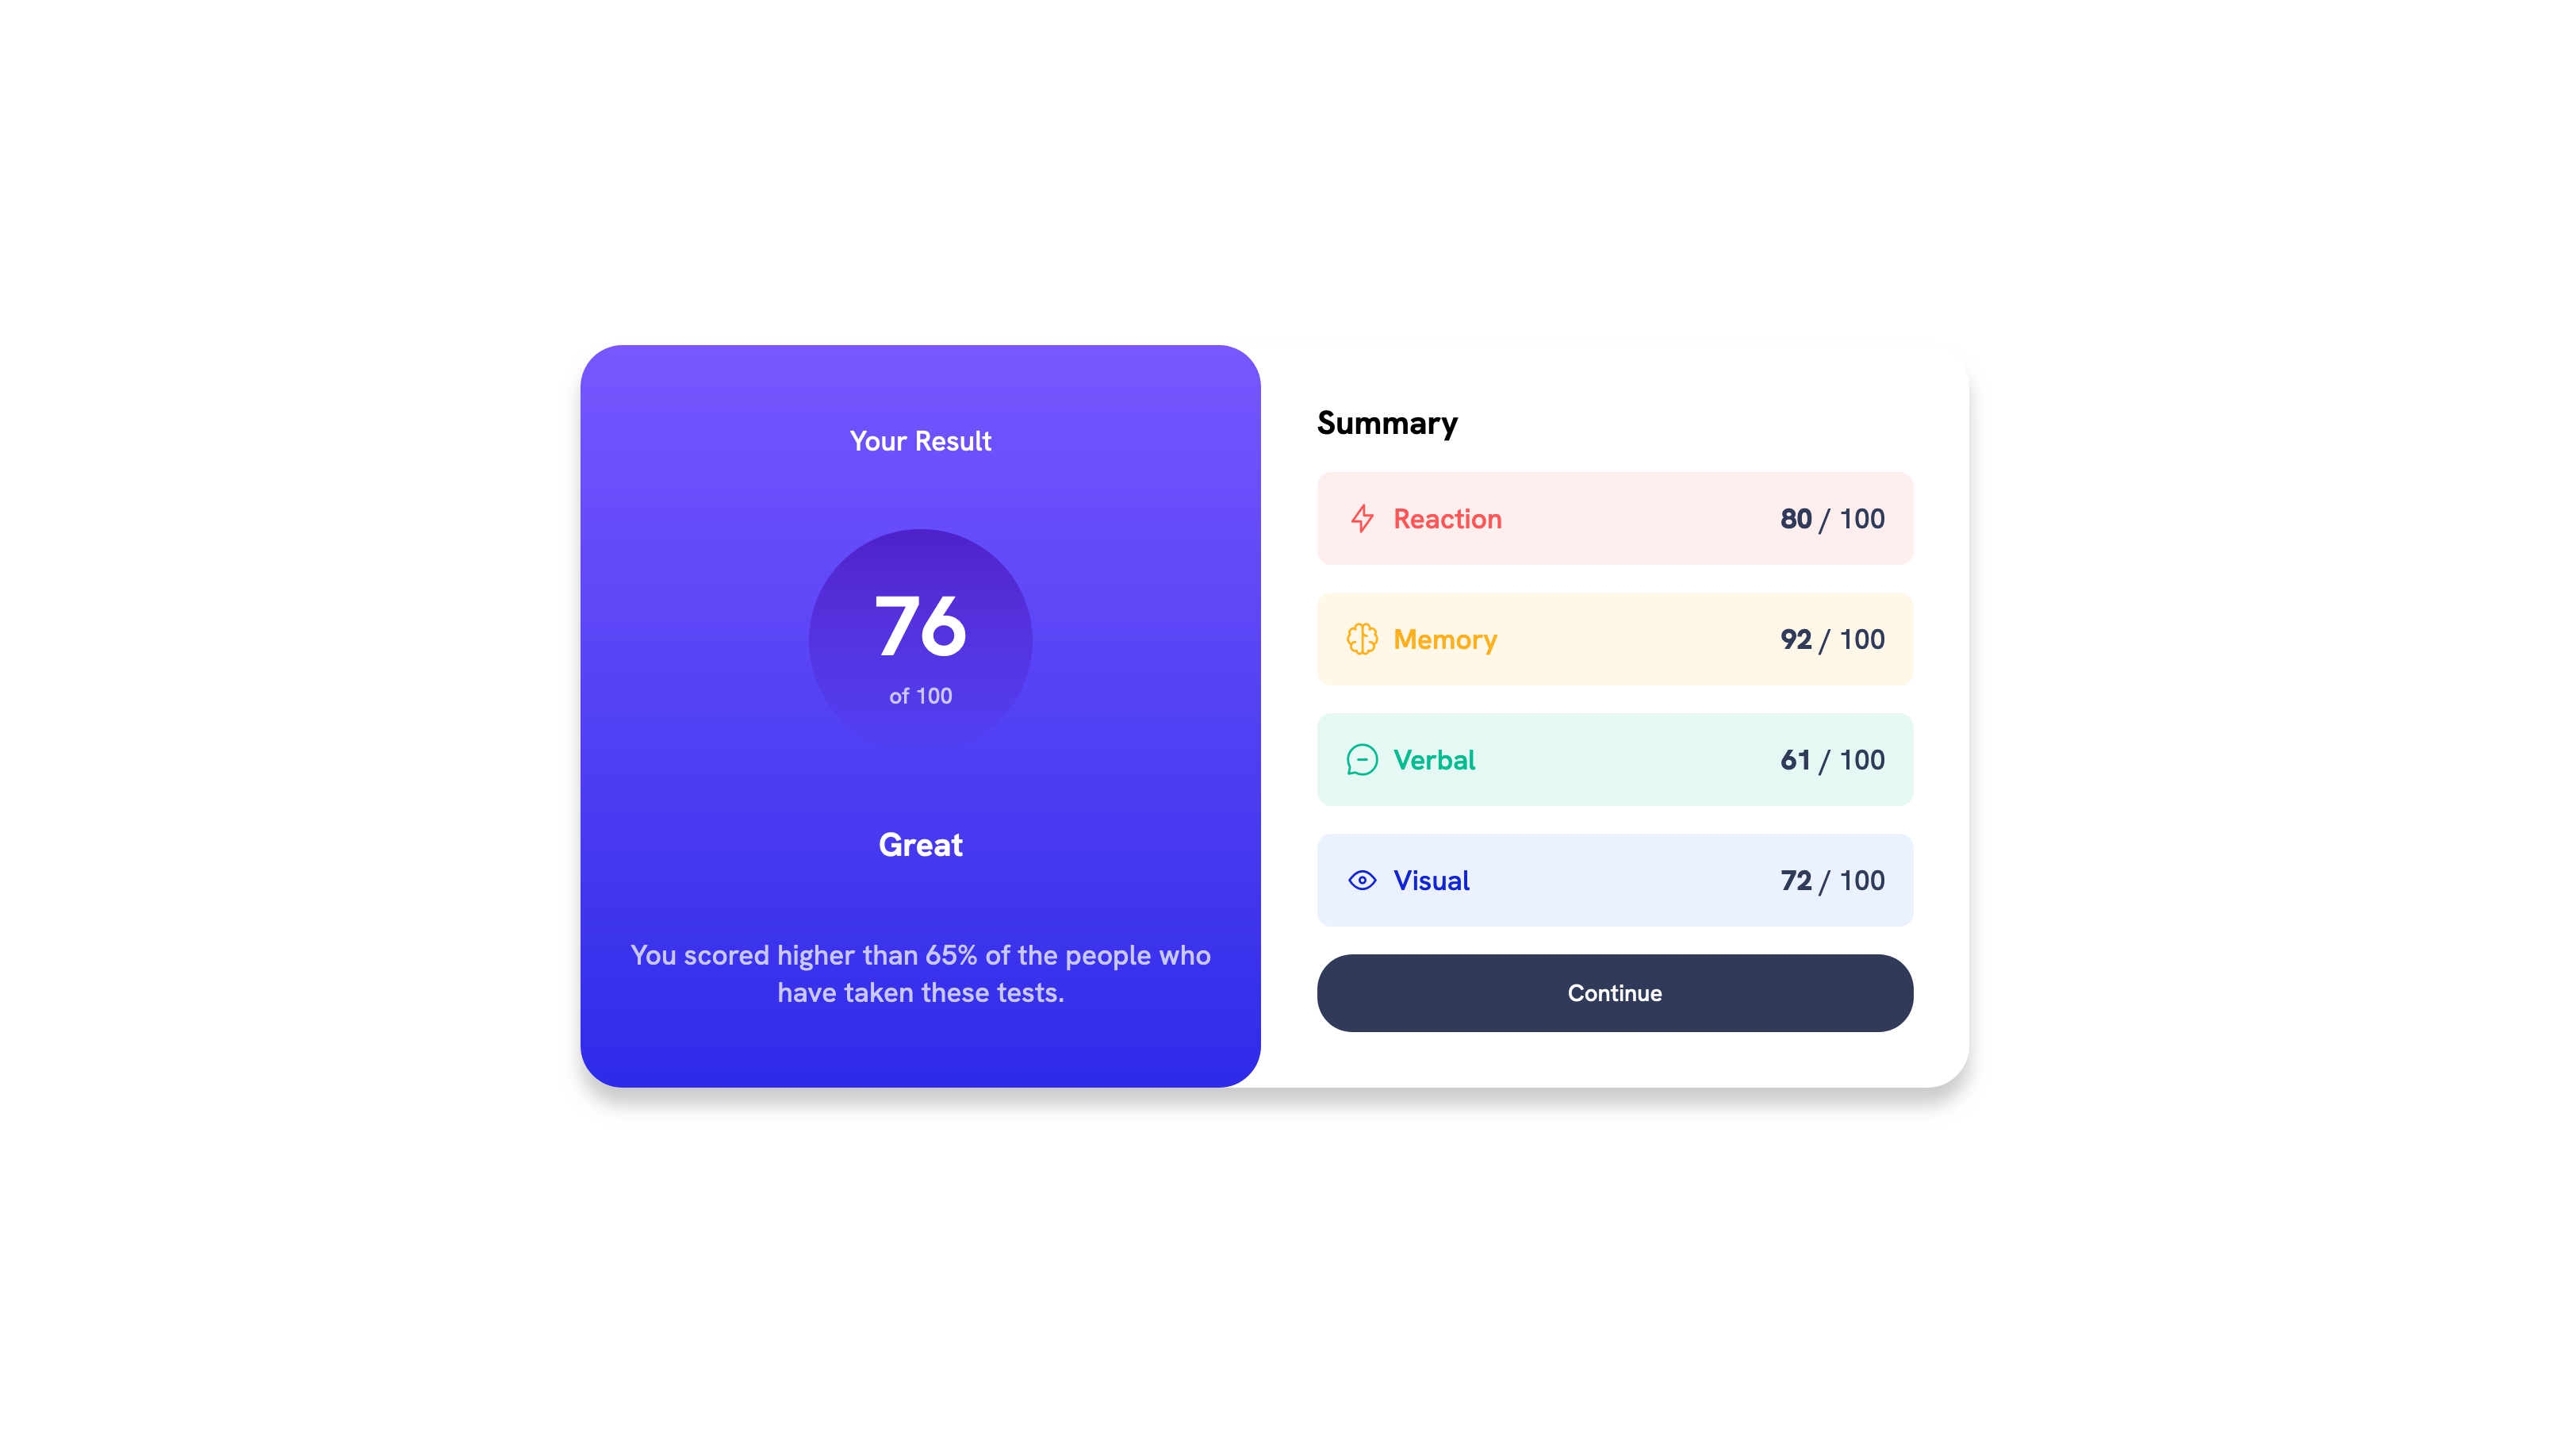 Your Result
76
of 100
Great
You scored higher than 65% of the people who
have taken these tests.
Summary
Reaction 80 / 100
Memory 92 / 100
Verbal 61 / 100
Visual 72 / 100
Continue